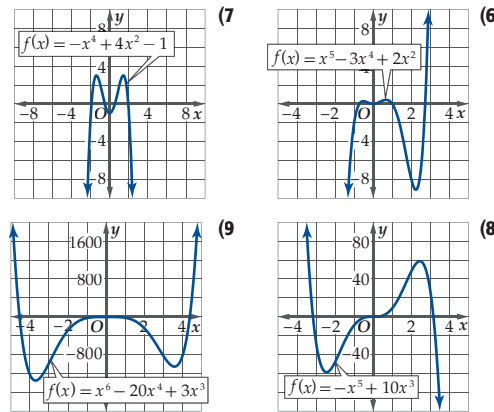 (7
y
8
f(x) = −x⁴ + 4x² − 1
4
−8 −4 O 4 8 x
−4
−8
(6
y
8
f(x) = x⁵ − 3x⁴ + 2x²
4
−4 −2 O 2 4 x
−4
−8
(9
y
1600
800
−4 −2 O 2 4 x
−800
f(x) = x⁶ − 20x⁴ + 3x³
(8
y
80
40
−4 −2 O 2 4 x
40
f(x) = −x⁵ + 10x³